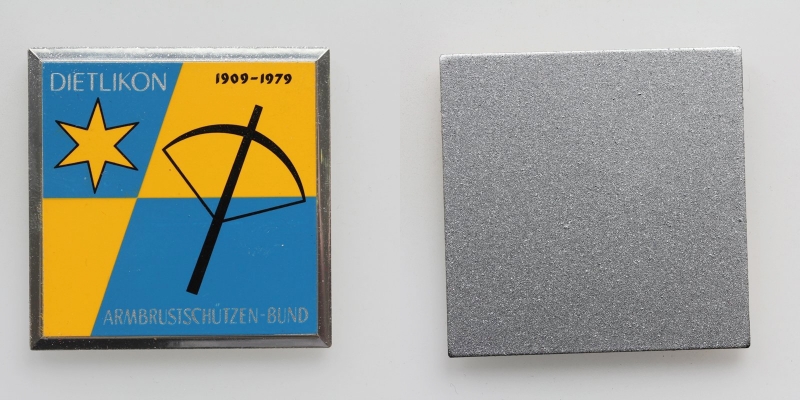 DIETLIKON
1909-1979
ARMBRUSTSCHÜTZEN-BUND